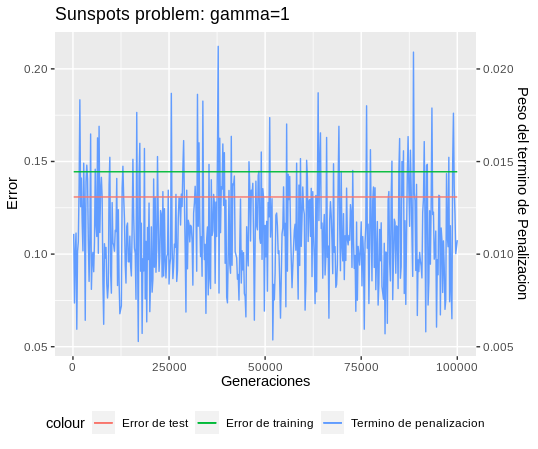 Sunspots problem: gamma=1
0.20
0.15
0.10
0.05
Error
0.020
0.015
0.010
0.005
Peso del termino de Penalizacion
0
25000
50000
75000
100000
Generaciones
colour
Error de test
Error de training
Termino de penalizacion